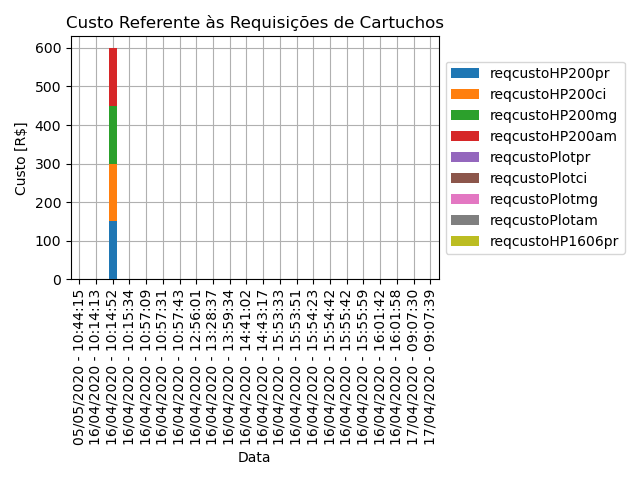 Custo Referente às Requisições de Cartuchos
Custo [R$]
600
500
400
300
200
100
0
05/05/2020 - 10:44:15
16/04/2020 - 10:14:13
16/04/2020 - 10:14:52
16/04/2020 - 10:15:34
16/04/2020 - 10:57:09
16/04/2020 - 10:57:31
16/04/2020 - 10:57:43
16/04/2020 - 12:56:01
16/04/2020 - 13:28:37
16/04/2020 - 13:59:34
16/04/2020 - 14:41:02
16/04/2020 - 14:43:17
16/04/2020 - 15:53:33
16/04/2020 - 15:53:51
16/04/2020 - 15:54:23
16/04/2020 - 15:54:42
16/04/2020 - 15:55:42
16/04/2020 - 15:55:59
16/04/2020 - 16:01:42
16/04/2020 - 16:01:58
17/04/2020 - 09:07:30
17/04/2020 - 09:07:39
Data
reqcustoHP200pr
reqcustoHP200ci
reqcustoHP200mg
reqcustoHP200am
reqcustoPlotpr
reqcustoPlotci
reqcustoPlotmg
reqcustoPlotam
reqcustoHP1606pr